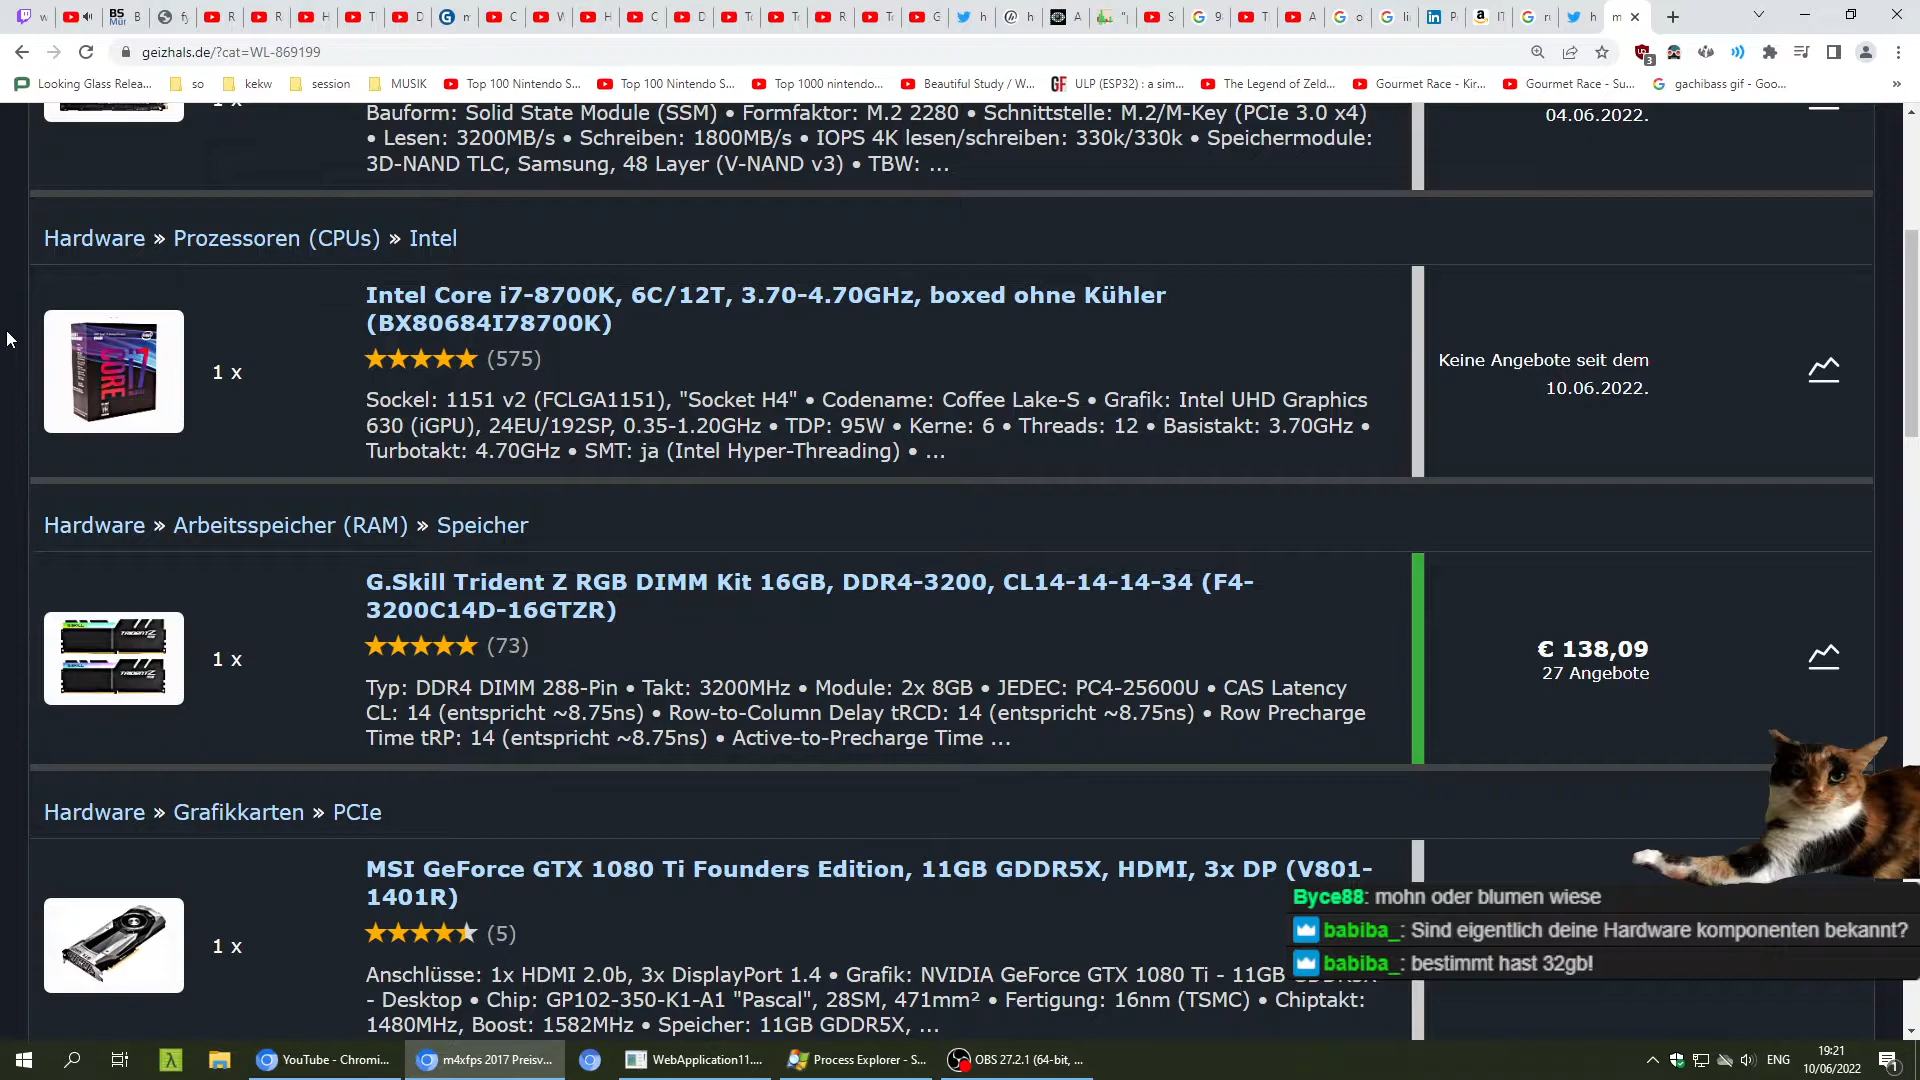 geizhals.de/?cat=WL-869199
Looking Glass Relea...
so
kekw
session
MUSIK
Top 100 Nintendo S...
Top 100 Nintendo S...
Top 1000 nintendo...
Beautiful Study / W...
ULP (ESP32) : a sim...
The Legend of Zeld...
Gourmet Race - Kir...
Gourmet Race - Su...
gachibass gif - Goo...
Bauform: Solid State Module (SSM) • Formfaktor: M.2 2280 • Schnittstelle: M.2/M-Key (PCIe 3.0 x4)
• Lesen: 3200MB/s • Schreiben: 1800MB/s • IOPS 4K lesen/schreiben: 330k/330k • Speichermodule:
3D-NAND TLC, Samsung, 48 Layer (V-NAND v3) • TBW: ...
04.06.2022.
Hardware » Prozessoren (CPUs) » Intel
1 x
Intel Core i7-8700K, 6C/12T, 3.70-4.70GHz, boxed ohne Kühler
(BX80684I78700K)
(575)
Sockel: 1151 v2 (FCLGA1151), "Socket H4" • Codename: Coffee Lake-S • Grafik: Intel UHD Graphics
630 (iGPU), 24EU/192SP, 0.35-1.20GHz • TDP: 95W • Kerne: 6 • Threads: 12 • Basistakt: 3.70GHz •
Turbotakt: 4.70GHz • SMT: ja (Intel Hyper-Threading) • ...
Keine Angebote seit dem
10.06.2022.
Hardware » Arbeitsspeicher (RAM) » Speicher
1 x
G.Skill Trident Z RGB DIMM Kit 16GB, DDR4-3200, CL14-14-14-34 (F4-
3200C14D-16GTZR)
(73)
Typ: DDR4 DIMM 288-Pin • Takt: 3200MHz • Module: 2x 8GB • JEDEC: PC4-25600U • CAS Latency
CL: 14 (entspricht ~8.75ns) • Row-to-Column Delay tRCD: 14 (entspricht ~8.75ns) • Row Precharge
Time tRP: 14 (entspricht ~8.75ns) • Active-to-Precharge Time ...
€ 138,09
27 Angebote
Hardware » Grafikkarten » PCIe
1 x
MSI GeForce GTX 1080 Ti Founders Edition, 11GB GDDR5X, HDMI, 3x DP (V801-
1401R)
(5)
Anschlüsse: 1x HDMI 2.0b, 3x DisplayPort 1.4 • Grafik: NVIDIA GeForce GTX 1080 Ti - 11GB
- Desktop • Chip: GP102-350-K1-A1 "Pascal", 28SM, 471mm² • Fertigung: 16nm (TSMC) • Chiptakt:
1480MHz, Boost: 1582MHz • Speicher: 11GB GDDR5X, ...
Byce88: mohn oder blumen wiese
babiba_: Sind eigentlich deine Hardware komponenten bekannt?
babiba_: bestimmt hast 32gb!
YouTube - Chromi...
m4xfps 2017 Preisv...
WebApplication11....
Process Explorer - S...
OBS 27.2.1 (64-bit, ...
ENG
19:21
10/06/2022